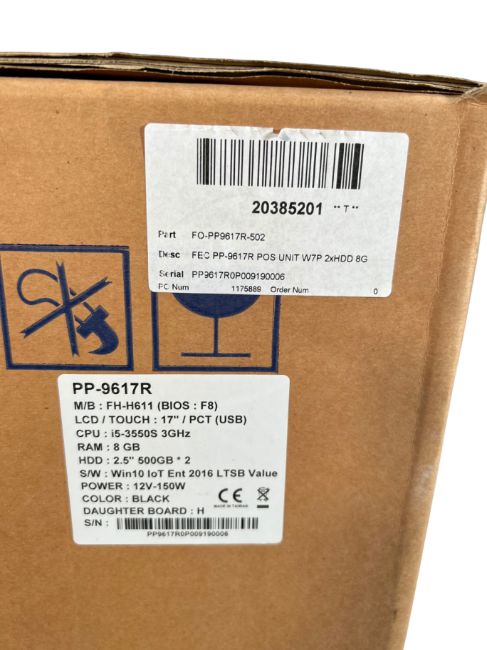 20385201 ** T **
Part FO-PP9617R-502
Desc FEC PP-9617R POS UNIT W7P 2xHDD 8G
Serial PP9617R0P009190006
PO Num 1175889 Order Num 0
PP-9617R
M/B : FH-H611 (BIOS : F8)
LCD / TOUCH : 17" / PCT (USB)
CPU : i5-3550S 3GHz
RAM : 8 GB
HDD : 2.5" 500GB * 2
S/W : Win10 IoT Ent 2016 LTSB Value
POWER : 12V-150W
COLOR : BLACK
CE
MADE IN TAIWAN
DAUGHTER BOARD : H
S/N :
PP9617R0P009190006